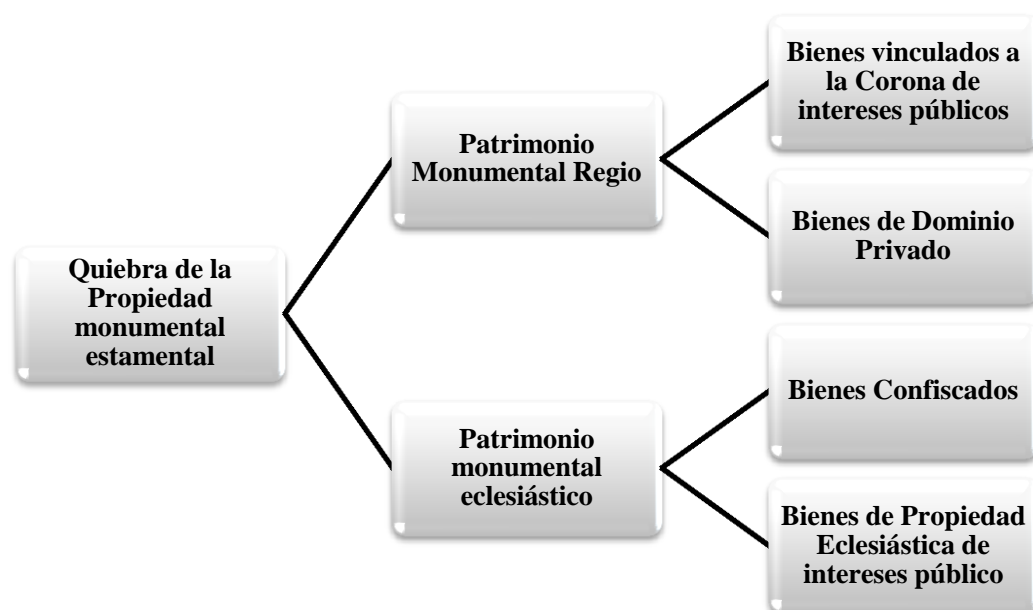 Quiebra de la
Propiedad
monumental
estamental
Patrimonio
Monumental Regio
Bienes vinculados a
la Corona de
intereses públicos
Bienes de Dominio
Privado
Patrimonio
monumental
eclesiástico
Bienes Confiscados
Bienes de Propiedad
Eclesiástica de
intereses público